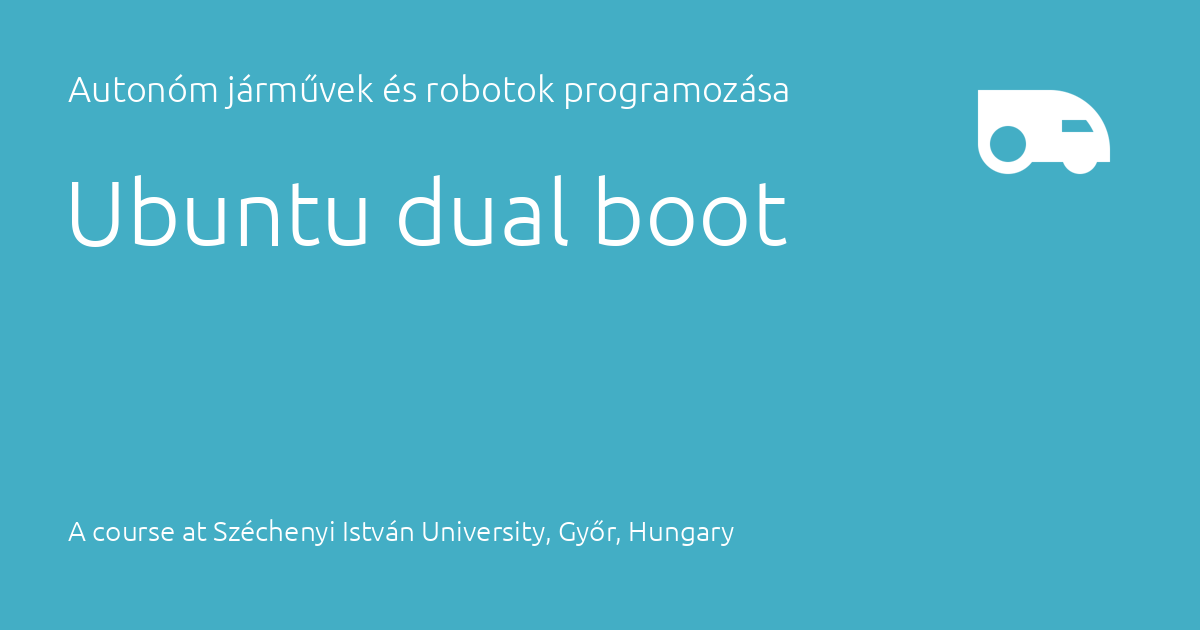 Autonóm járművek és robotok programozása
Ubuntu dual boot
A course at Széchenyi István University, Győr, Hungary